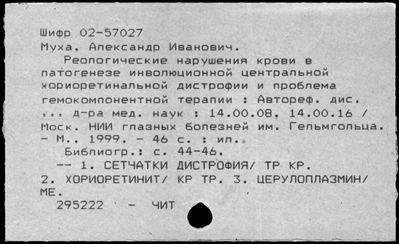 Шифр 02-57027
Муха, Александр Иванович.
Реологические нарушения крови в
патогенезе инволюционной центральной
хориоретинальной дистрофии и проблема
гемокомпонентной терапии : Автореф. дис.
... д-ра мед. наук : 14.00.08, 14.00.16 /
Моск. НИИ глазных болезней им. Гельмгольца.
- М., 1999. - 46 с. : ил..
Библиогр.: с. 44-46.
-- 1. СЕТЧАТКИ ДИСТРОФИЯ/ ТР КР.
2. ХОРИОРЕТИНИТ/ КР ТР. 3. ЦЕРУЛОПЛАЗМИН/
МЕ.
295222 - ЧИТ